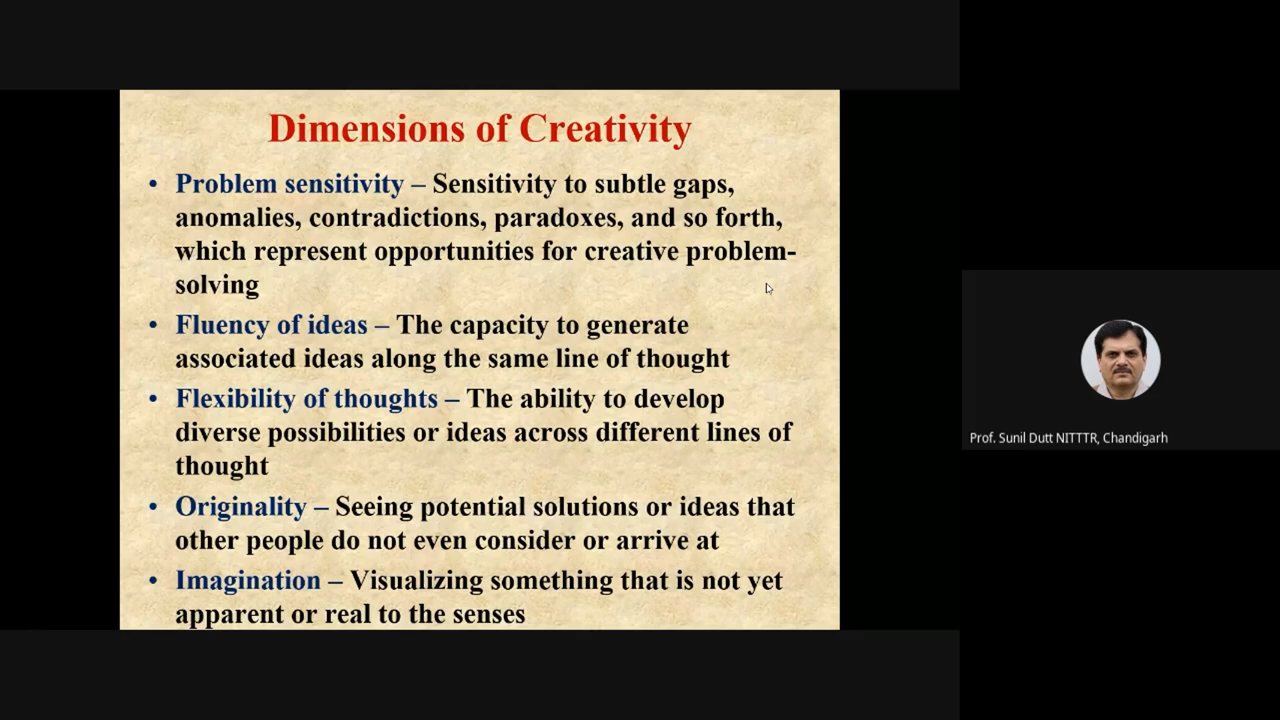 Dimensions of Creativity
• Problem sensitivity – Sensitivity to subtle gaps,
anomalies, contradictions, paradoxes, and so forth,
which represent opportunities for creative problem-
solving
• Fluency of ideas – The capacity to generate
associated ideas along the same line of thought
• Flexibility of thoughts – The ability to develop
diverse possibilities or ideas across different lines of
thought
• Originality – Seeing potential solutions or ideas that
other people do not even consider or arrive at
• Imagination – Visualizing something that is not yet
apparent or real to the senses
Prof. Sunil Dutt NITTTR, Chandigarh